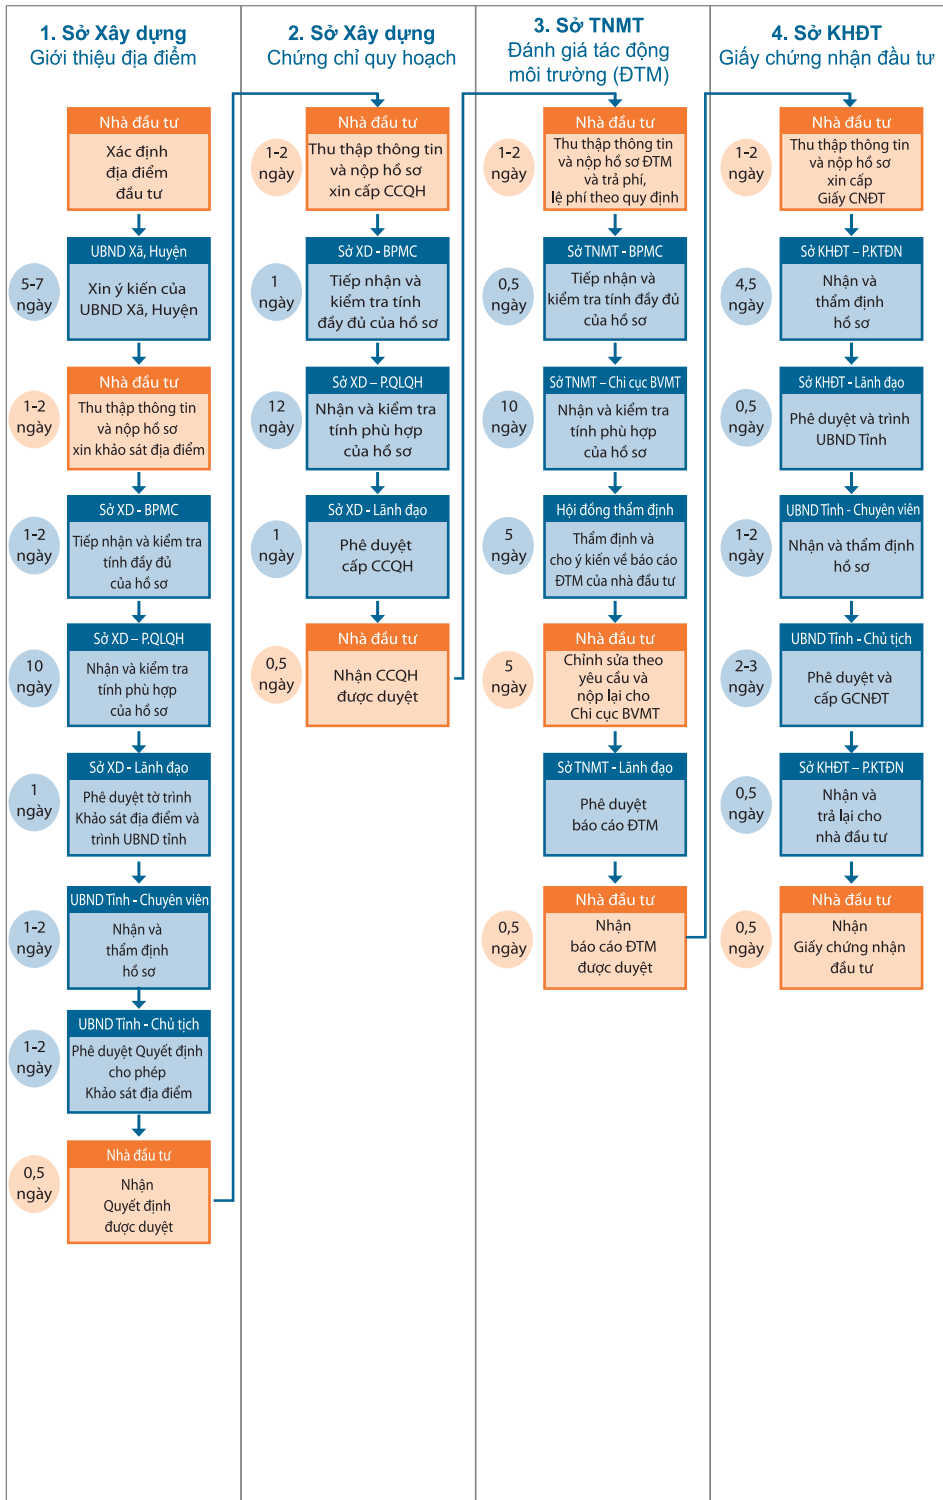 1. Sở Xây dựng
Giới thiệu địa điểm
Nhà đầu tư
Xác định
địa điểm
đầu tư
5-7
ngày
UBND Xã, Huyện
Xin ý kiến của
UBND Xã, Huyện
1-2
ngày
Nhà đầu tư
Thu thập thông tin
và nộp hồ sơ
xin khảo sát địa điểm
1-2
ngày
Sở XD - BPMC
Tiếp nhận và kiểm tra
tính đầy đủ
của hồ sơ
10
ngày
Sở XD – P.QLQH
Nhận và kiểm tra
tính phù hợp
của hồ sơ
1
ngày
Sở XD - Lãnh đạo
Phê duyệt tờ trình
Khảo sát địa điểm và
trình UBND tỉnh
1-2
ngày
UBND Tỉnh - Chuyên viên
Nhận và
thẩm định
hồ sơ
1-2
ngày
UBND Tỉnh - Chủ tịch
Phê duyệt Quyết định
cho phép
Khảo sát địa điểm
0,5
ngày
Nhà đầu tư
Nhận
Quyết định
được duyệt
2. Sở Xây dựng
Chứng chỉ quy hoạch
1-2
ngày
Nhà đầu tư
Thu thập thông tin
và nộp hồ sơ
xin cấp CCQH
1
ngày
Sở XD - BPMC
Tiếp nhận và
kiểm tra tính
đầy đủ của hồ sơ
12
ngày
Sở XD – P.QLQH
Nhận và kiểm tra
tính phù hợp
của hồ sơ
1
ngày
Sở XD - Lãnh đạo
Phê duyệt
cấp CCQH
0,5
ngày
Nhà đầu tư
Nhận CCQH
được duyệt
3. Sở TNMT
Đánh giá tác động
môi trường (ĐTM)
1-2
ngày
Nhà đầu tư
Thu thập thông tin
và nộp hồ sơ ĐTM
và trả phí,
lệ phí theo quy định
0,5
ngày
Sở TNMT - BPMC
Tiếp nhận và
kiểm tra tính đầy đủ
của hồ sơ
10
ngày
Sở TNMT – Chi cục BVMT
Nhận và kiểm tra
tính phù hợp
của hồ sơ
5
ngày
Hội đồng thẩm định
Thẩm định và
cho ý kiến về báo cáo
ĐTM của nhà đầu tư
5
ngày
Nhà đầu tư
Chỉnh sửa theo
yêu cầu và
nộp lại cho
Chi cục BVMT
Sở TNMT - Lãnh đạo
Phê duyệt
báo cáo ĐTM
0,5
ngày
Nhà đầu tư
Nhận
báo cáo ĐTM
được duyệt
4. Sở KHĐT
Giấy chứng nhận đầu tư
1-2
ngày
Nhà đầu tư
Thu thập thông tin
và nộp hồ sơ
xin cấp
Giấy CNĐT
4,5
ngày
Sở KHĐT – P.KTĐN
Nhận và
thẩm định
hồ sơ
0,5
ngày
Sở KHĐT - Lãnh đạo
Phê duyệt và trình
UBND Tỉnh
1-2
ngày
UBND Tỉnh - Chuyên viên
Nhận và thẩm định
hồ sơ
2-3
ngày
UBND Tỉnh - Chủ tịch
Phê duyệt và
cấp GCNĐT
0,5
ngày
Sở KHĐT – P.KTĐN
Nhận và
trả lại cho
nhà đầu tư
0,5
ngày
Nhà đầu tư
Nhận
Giấy chứng nhận
đầu tư